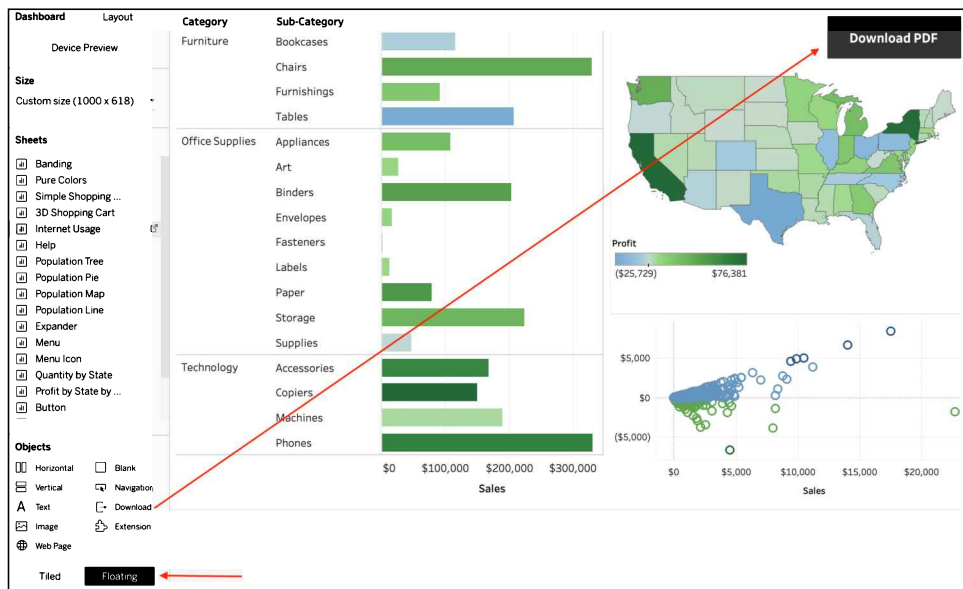 Dashboard Layout
Device Preview
Size
Custom size (1000 x 618)
Sheets
Banding
Pure Colors
Simple Shopping ...
3D Shopping Cart
Internet Usage
Help
Population Tree
Population Pie
Population Map
Population Line
Expander
Menu
Menu Icon
Quantity by State
Profit by State by ...
Button
Objects
Horizontal Blank
Vertical Navigation
A Text Download
Image Extension
Web Page
Tiled Floating
Category Sub-Category
Furniture Bookcases
Chairs
Furnishings
Tables
Office Supplies Appliances
Art
Binders
Envelopes
Fasteners
Labels
Paper
Storage
Supplies
Technology Accessories
Copiers
Machines
Phones
$0 $100,000 $200,000 $300,000
Sales
Download PDF
Profit
($25,729) $76,381
$5,000
$0
($5,000)
$0 $5,000 $10,000 $15,000 $20,000
Sales